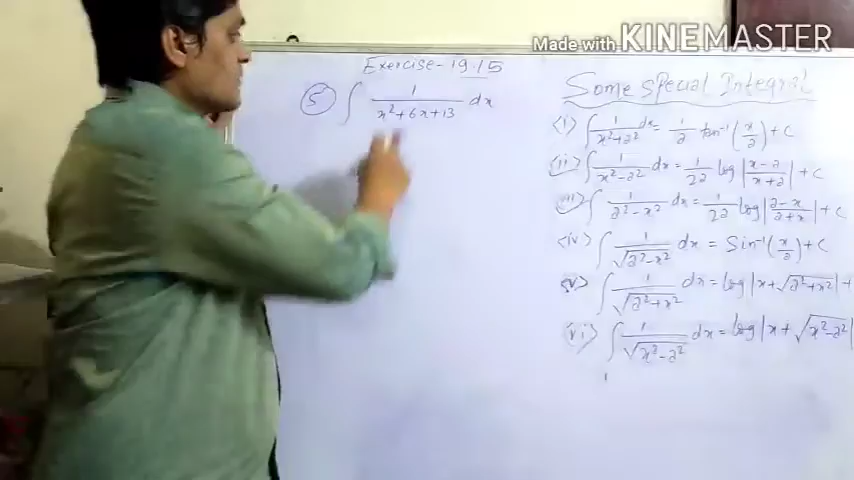 Made with KINEMASTER
Exercise-19.15
(5) ∫ 1/(x²+6x+13) dx
Some Special Integral
(i) ∫ 1/(x²+a²) dx = 1/a tan⁻¹(x/a) + C
(ii) ∫ 1/(x²-a²) dx = 1/2a log|(x-a)/(x+a)| + C
(iii) ∫ 1/(a²-x²) dx = 1/2a log|(a-x)/(a+x)| + C
(iv) ∫ 1/√(a²-x²) dx = Sin⁻¹(x/a) + C
(v) ∫ 1/√(a²+x²) dx = log|x+√(a²+x²)| +
(vi) ∫ 1/√(x²-a²) dx = log|x+√(x²-a²)|